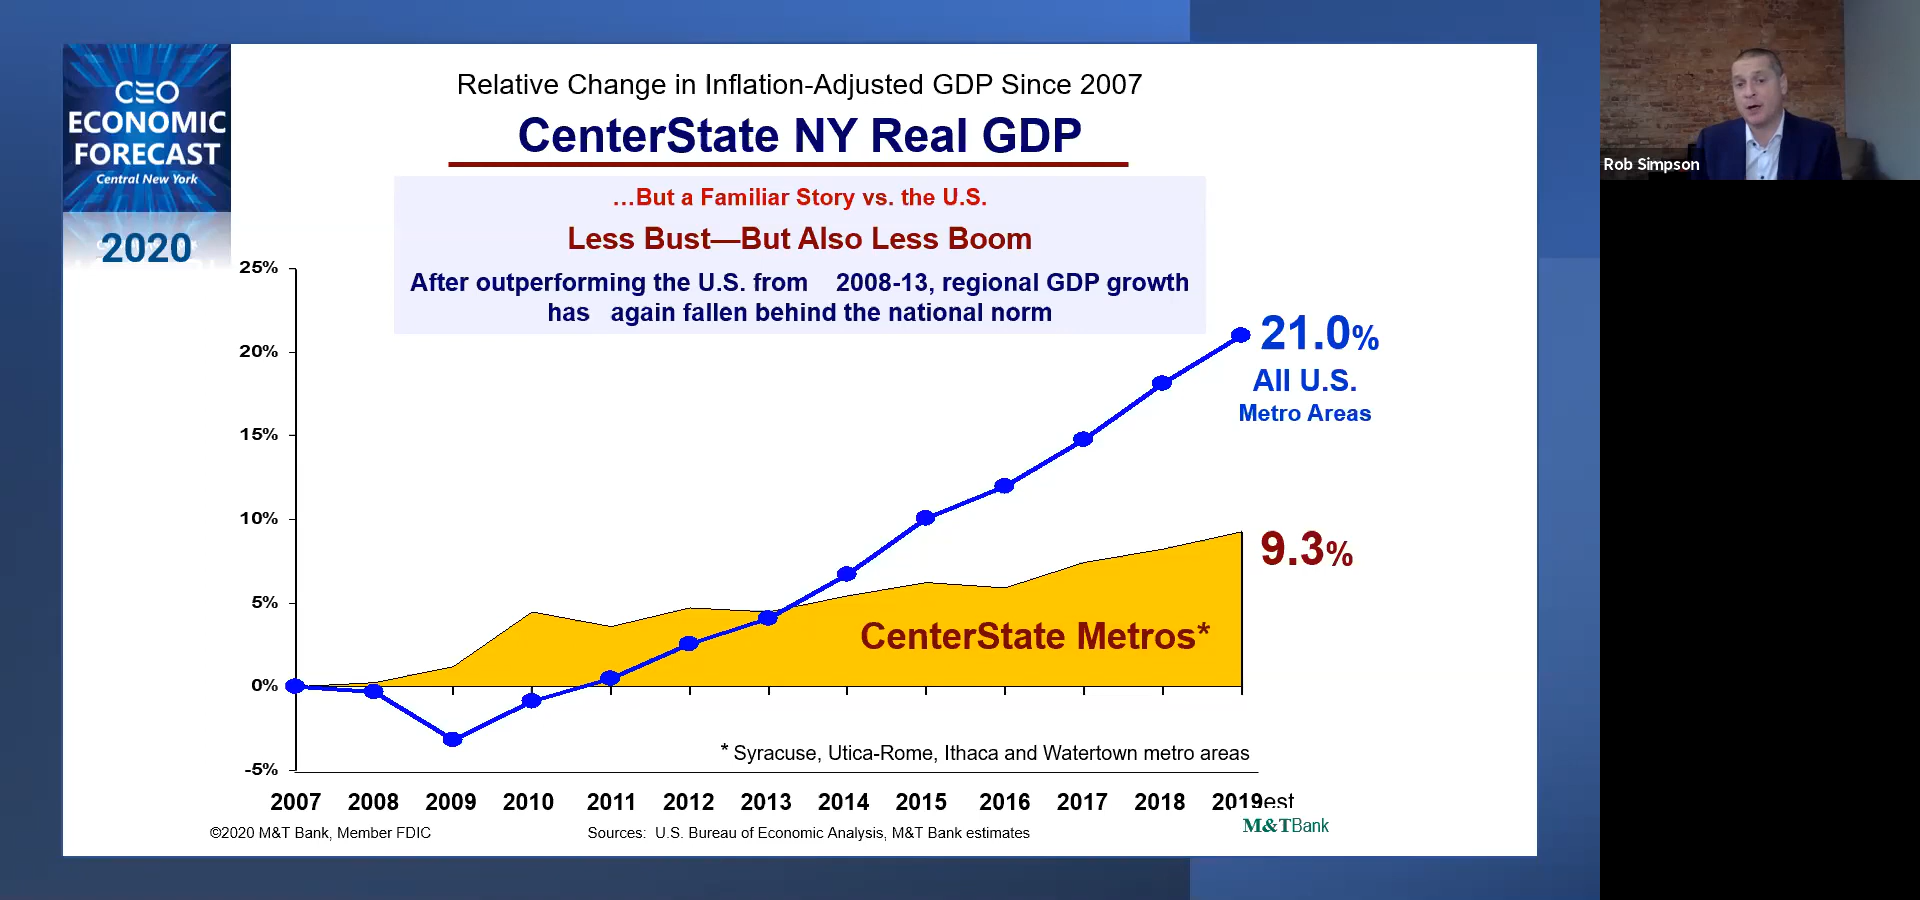 CEO
ECONOMIC
FORECAST
Central New York
2020
Relative Change in Inflation-Adjusted GDP Since 2007
CenterState NY Real GDP
…But a Familiar Story vs. the U.S.
Less Bust—But Also Less Boom
After outperforming the U.S. from 2008-13, regional GDP growth
has again fallen behind the national norm
25%
20%
15%
10%
5%
0%
-5%
21.0%
All U.S.
Metro Areas
9.3%
CenterState Metros*
* Syracuse, Utica-Rome, Ithaca and Watertown metro areas
2007 2008 2009 2010 2011 2012 2013 2014 2015 2016 2017 2018 2019est
©2020 M&T Bank, Member FDIC
Sources: U.S. Bureau of Economic Analysis, M&T Bank estimates
M&TBank
Rob Simpson